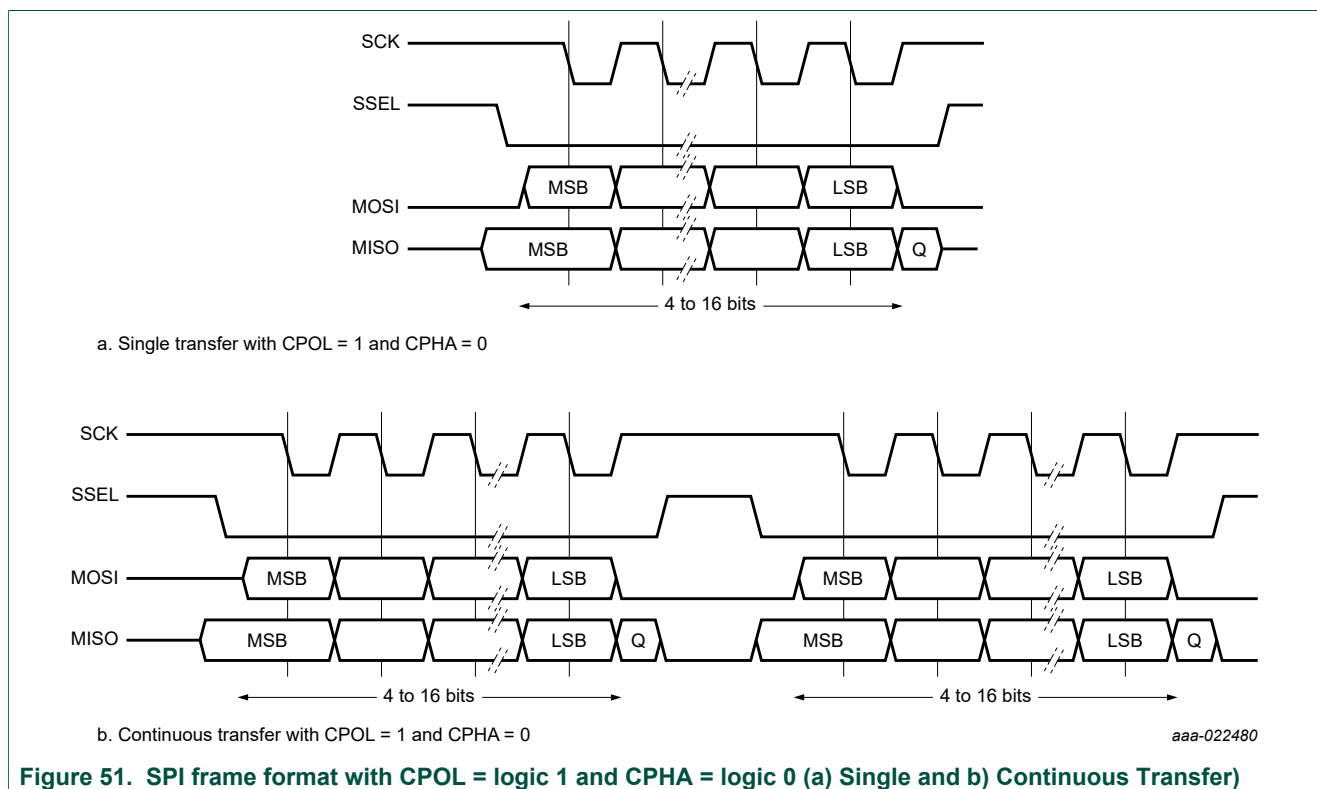 SCK
SSEL
MOSI
MSB
LSB
MISO
MSB
LSB
Q
4 to 16 bits
a. Single transfer with CPOL = 1 and CPHA = 0
SCK
SSEL
MOSI
MSB
LSB
MSB
LSB
MISO
MSB
LSB
Q
MSB
LSB
Q
4 to 16 bits
4 to 16 bits
b. Continuous transfer with CPOL = 1 and CPHA = 0
aaa-022480
Figure 51. SPI frame format with CPOL = logic 1 and CPHA = logic 0 (a) Single and b) Continuous Transfer)